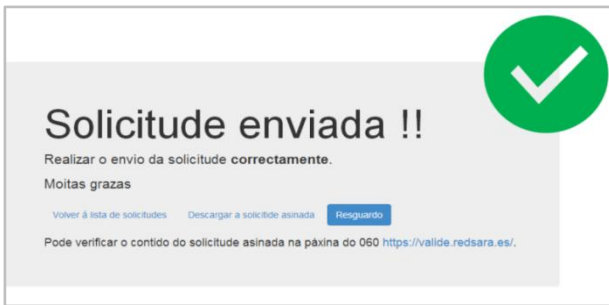 Solicitude enviada !!
Realizar o envio da solicitude correctamente.
Moitas grazas
Volver á lista de solicitudes Descargar a solicitide asinada Resguardo
Pode verificar o contido do solicitude asinada na páxina do 060 https://valide.redsara.es/.